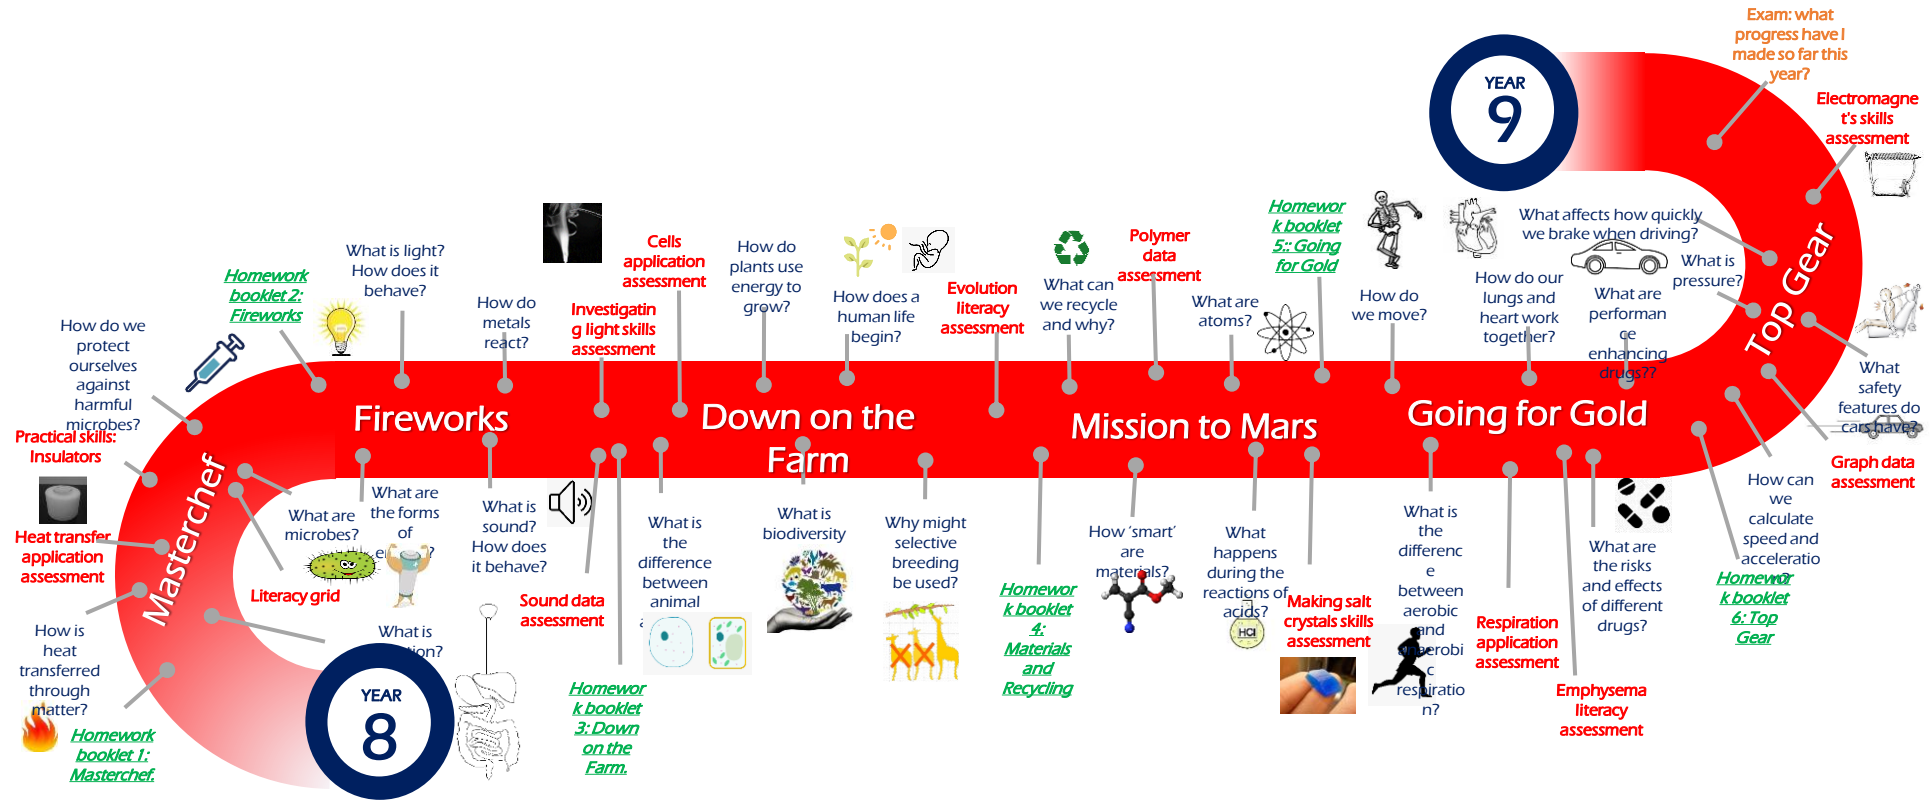 Exam: what
progress have I
made so far this
year?
Electromagne
t's skills
assessment
YEAR
9
What affects how quickly
we brake when driving?
What is
pressure?
Top Gear
What are
performan
ce
enhancing
drugs??
How do our
lungs and
heart work
together?
How do
we move?
Homewor
k booklet
5:: Going
for Gold
What are
atoms?
Polymer
data
assessment
What can
we recycle
and why?
Evolution
literacy
assessment
How does a
human life
begin?
How do
plants use
energy to
grow?
Cells
application
assessment
Investigatin
g light skills
assessment
How do
metals
react?
What is light?
How does it
behave?
Homework
booklet 2:
Fireworks
How do we
protect
ourselves
against
harmful
microbes?
Practical skills:
Insulators
Heat transfer
application
assessment
How is
heat
transferred
through
matter?
Homework
booklet 1:
Masterchef.
Masterchef
Fireworks
Down on the
Farm
Mission to Mars
Going for Gold
What
safety
features do
cars have?
Graph data
assessment
How can
we
calculate
speed and
acceleratio
Homewor
k booklet
6: Top
Gear
What are
microbes?
What are
the forms
of
?
Literacy grid
What is
YEAR
8
What is
sound?
How does
it behave?
Sound data
assessment
Homewor
k booklet
3: Down
on the
Farm.
What is
the
difference
between
animal
What is
biodiversity
Why might
selective
breeding
be used?
Homewor
k booklet
4:
Materials
and
Recycling
How ‘smart’
are
materials?
What
happens
during the
reactions of
acids?
HCl
Making salt
crystals skills
assessment
What is
the
differenc
e
between
aerobic
and
anaerobi
c
respiratio
n?
Respiration
application
assessment
Emphysema
literacy
assessment
What are
the risks
and effects
of different
drugs?